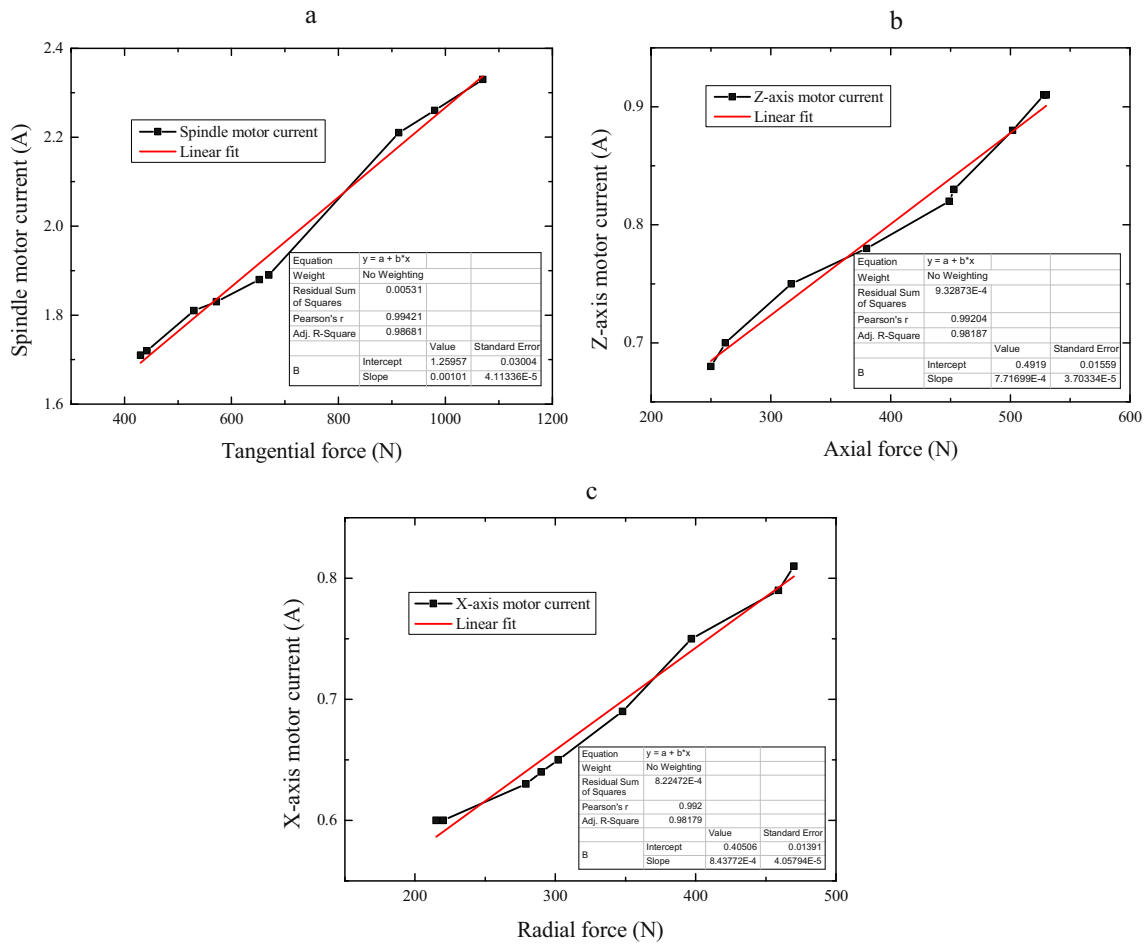 a
2.4
2.2
2.0
1.8
1.6
Spindle motor current (A)
Spindle motor current
Linear fit
Equation y = a + b*x
Weight No Weighting
Residual Sum of Squares 0.00531
Pearson's r 0.99421
Adj. R-Square 0.98681
Value Standard Error
B Intercept 1.25957 0.03004
Slope 0.00101 4.11336E-5
400 600 800 1000 1200
Tangential force (N)
b
0.9
0.8
0.7
Z-axis motor current (A)
Z-axis motor current
Linear fit
Equation y = a + b*x
Weight No Weighting
Residual Sum of Squares 9.32873E-4
Pearson's r 0.99204
Adj. R-Square 0.98187
Value Standard Error
B Intercept 0.4919 0.01559
Slope 7.71699E-4 3.70334E-5
200 300 400 500 600
Axial force (N)
c
0.8
0.7
0.6
X-axis motor current (A)
X-axis motor current
Linear fit
Equation y = a + b*x
Weight No Weighting
Residual Sum of Squares 8.22472E-4
Pearson's r 0.992
Adj. R-Square 0.98179
Value Standard Error
B Intercept 0.40506 0.01391
Slope 8.43772E-4 4.05794E-5
200 300 400 500
Radial force (N)